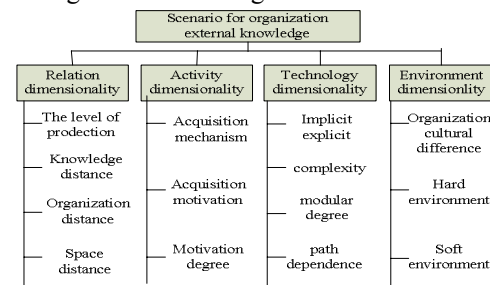 Scenario for organization
external knowledge
Relation
dimensionality
The level of
production
Knowledge
distance
Organization
distance
Space
distance
Activity
dimensionality
Acquisition
mechanism
Acquisition
motivation
Motivation
degree
Technology
dimensionality
Implicit
explicit
complexity
modular
degree
path
dependence
Environment
dimensionlity
Organization
cultural
difference
Hard
environment
Soft
environment